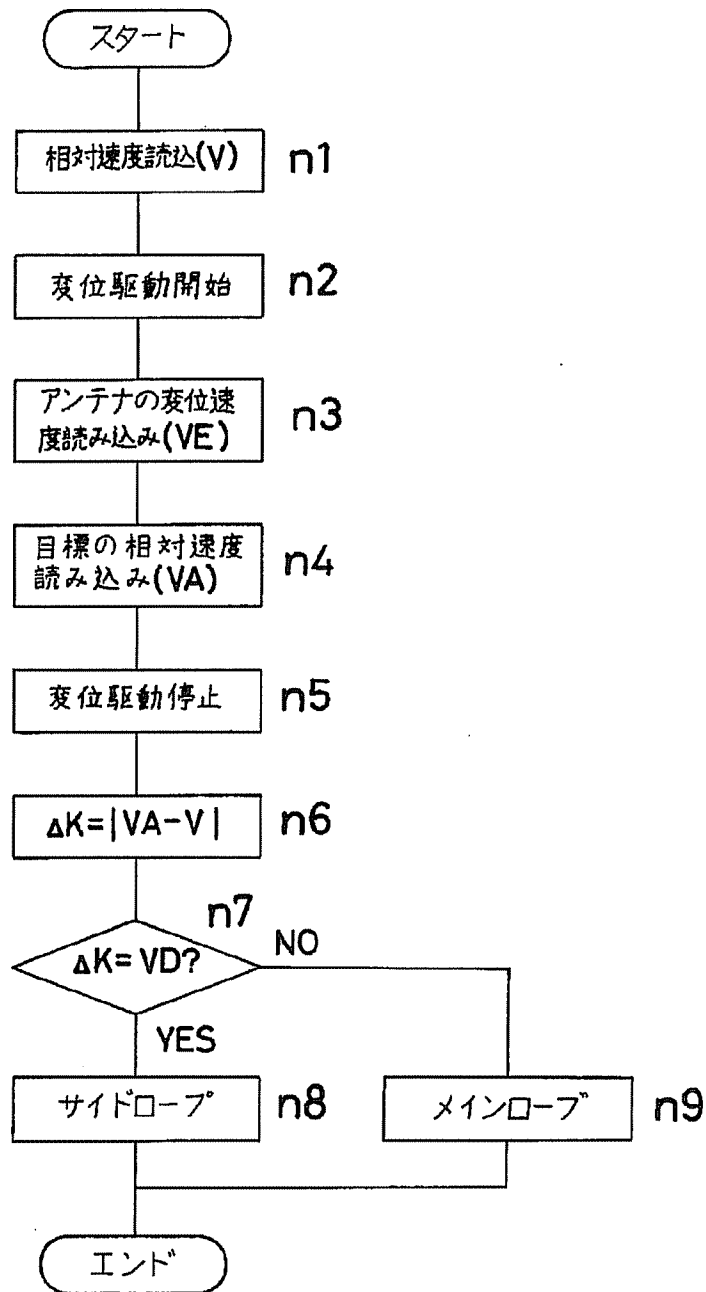 スタート
相対速度読込(V) n1
変位駆動開始 n2
アンテナの変位速
度読み込み(VE) n3
目標の相対速度
読み込み(VA) n4
変位駆動停止 n5
ΔK=|VA-V| n6
n7
ΔK=VD? NO
YES
サイドローブ n8
メインローブ n9
エンド